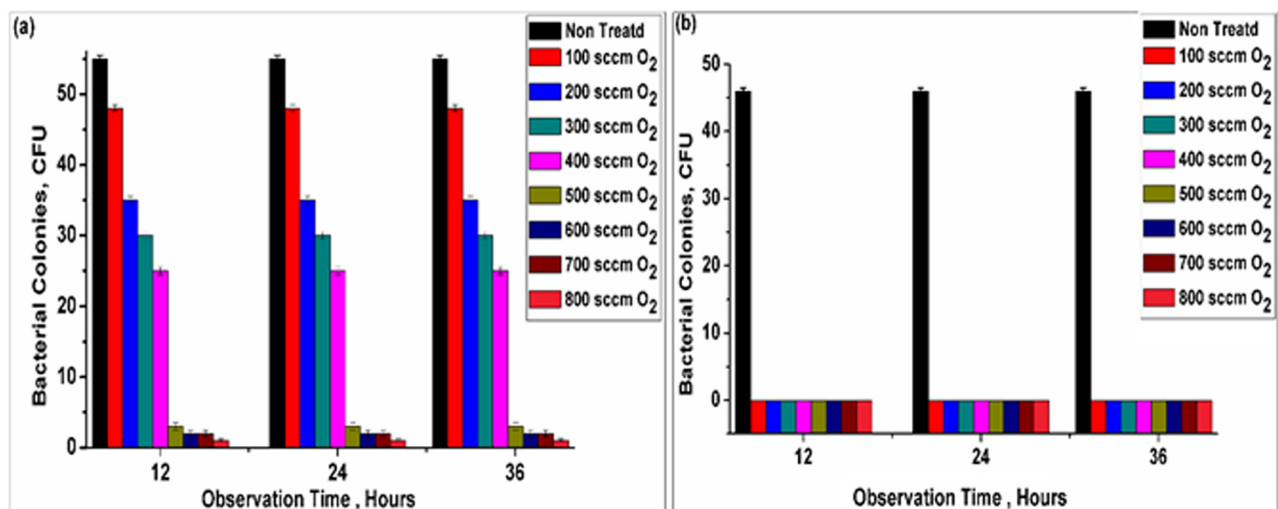 (a)
Non Treatd
100 sccm O2
200 sccm O2
300 sccm O2
400 sccm O2
500 sccm O2
600 sccm O2
700 sccm O2
800 sccm O2
Bacterial Colonies, CFU
50
40
30
20
10
0
12
24
36
Observation Time , Hours
(b)
Non Treatd
100 sccm O2
200 sccm O2
300 sccm O2
400 sccm O2
500 sccm O2
600 sccm O2
700 sccm O2
800 sccm O2
Bacterial Colonies, CFU
50
40
30
20
10
0
12
24
36
Observation Time , Hours